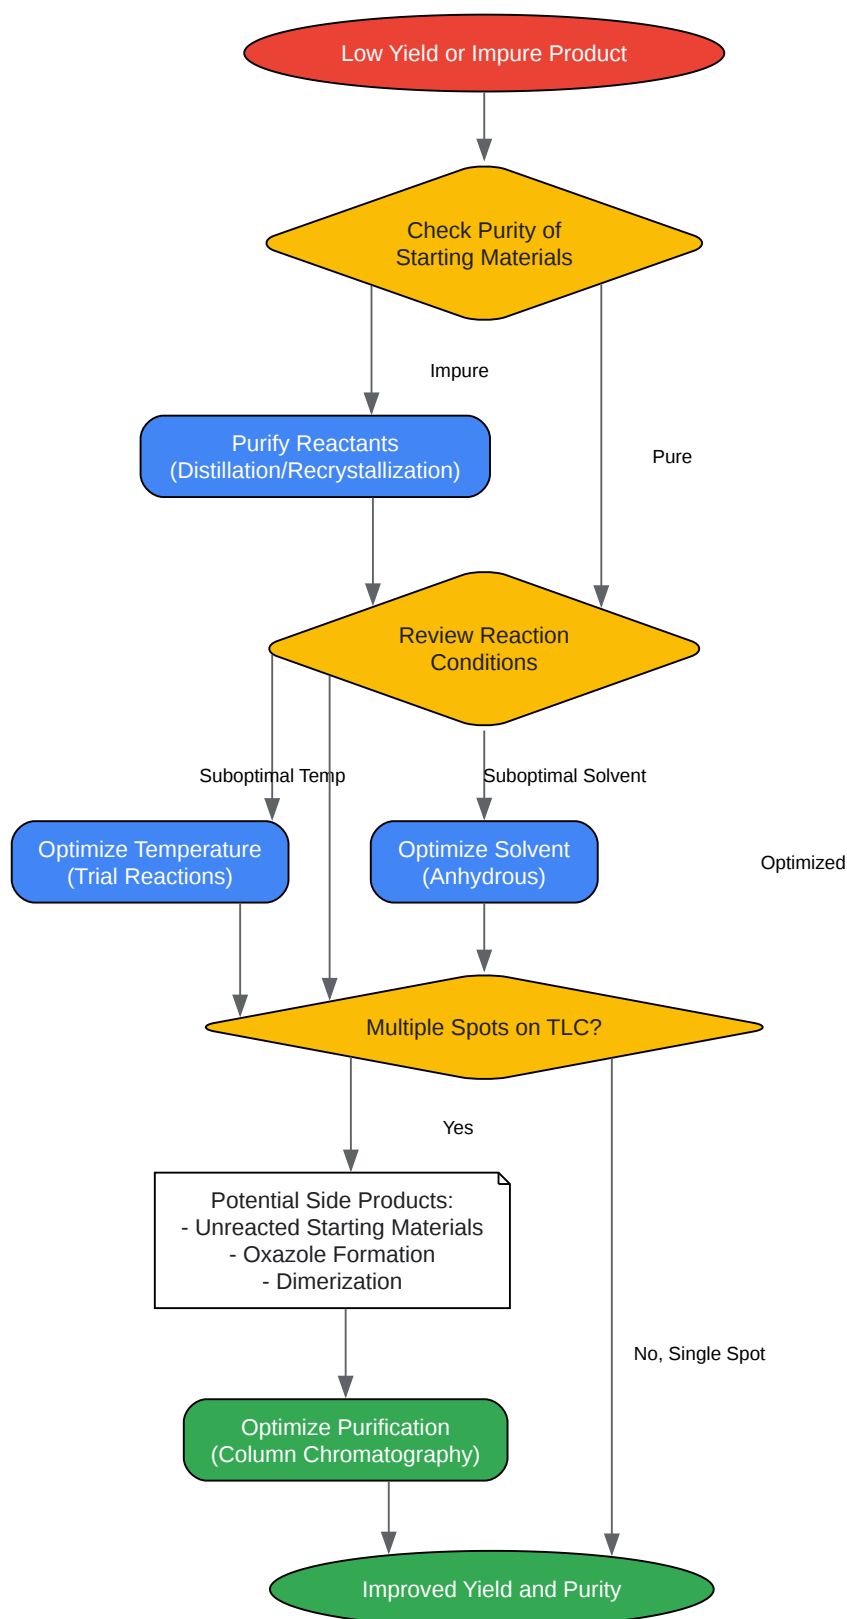 Low Yield or Impure Product
Check Purity of
Starting Materials
Impure
Purify Reactants
(Distillation/Recrystallization)
Pure
Review Reaction
Conditions
Suboptimal Temp
Suboptimal Solvent
Optimize Temperature
(Trial Reactions)
Optimize Solvent
(Anhydrous)
Optimized
Multiple Spots on TLC?
Yes
Potential Side Products:
- Unreacted Starting Materials
- Oxazole Formation
- Dimerization
No, Single Spot
Optimize Purification
(Column Chromatography)
Improved Yield and Purity